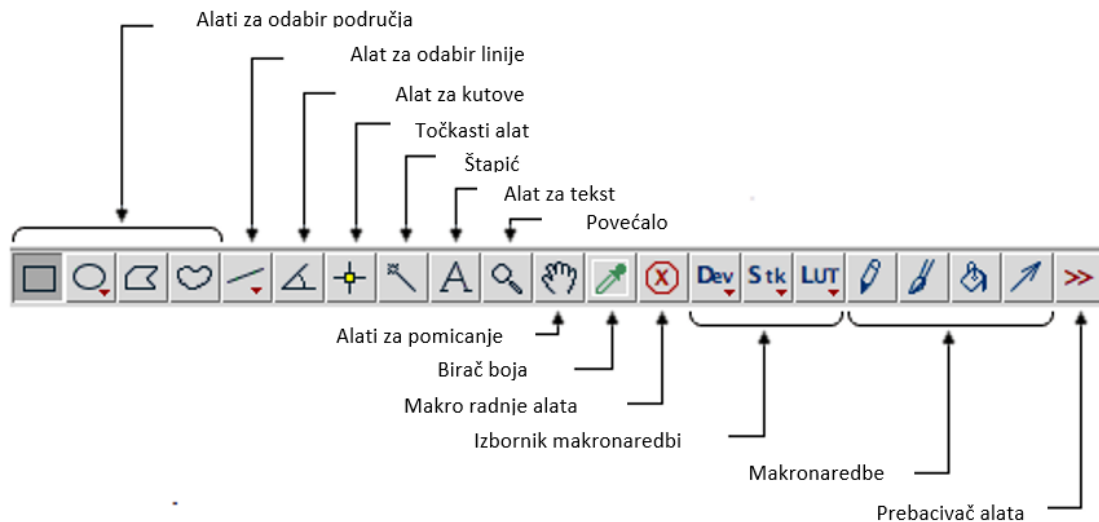 Alati za odabir područja
Alat za odabir linije
Alat za kutove
Točkasti alat
Štapić
Alat za tekst
Povećalo
A
Dev
Stk
LUT
>>
Alati za pomicanje
Birač boja
Makro radnje alata
Izbornik makronaredbi
Makronaredbe
Prebacivač alata